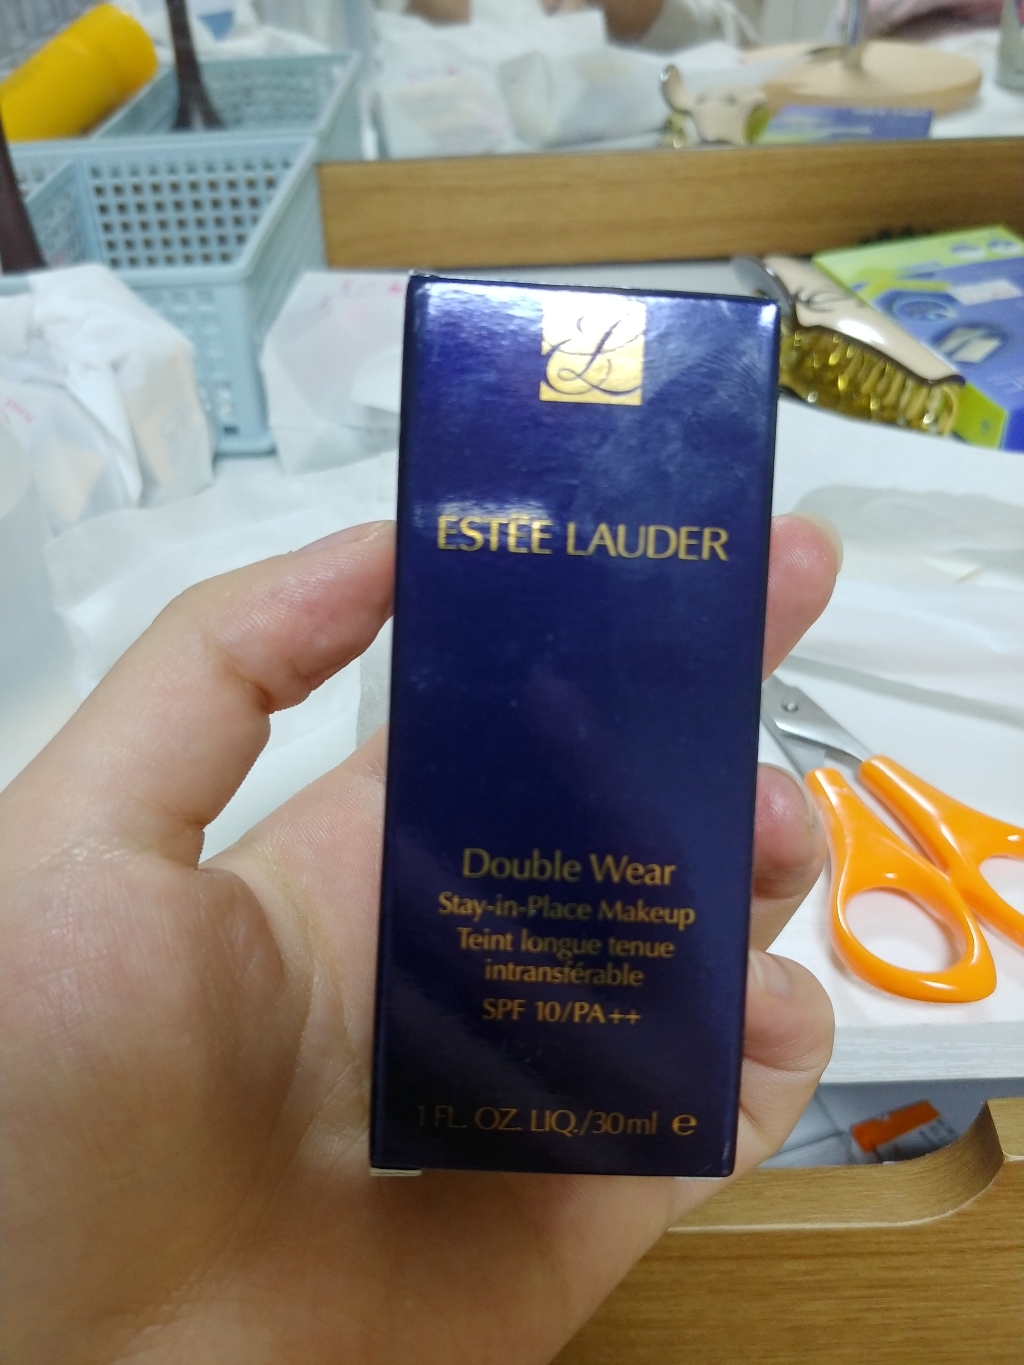 ESTĒE LAUDER
Double Wear
Stay-in-Place Makeup
Teint longue tenue
intransférable
SPF 10/PA++
1 FL. OZ. LIQ./30ml e